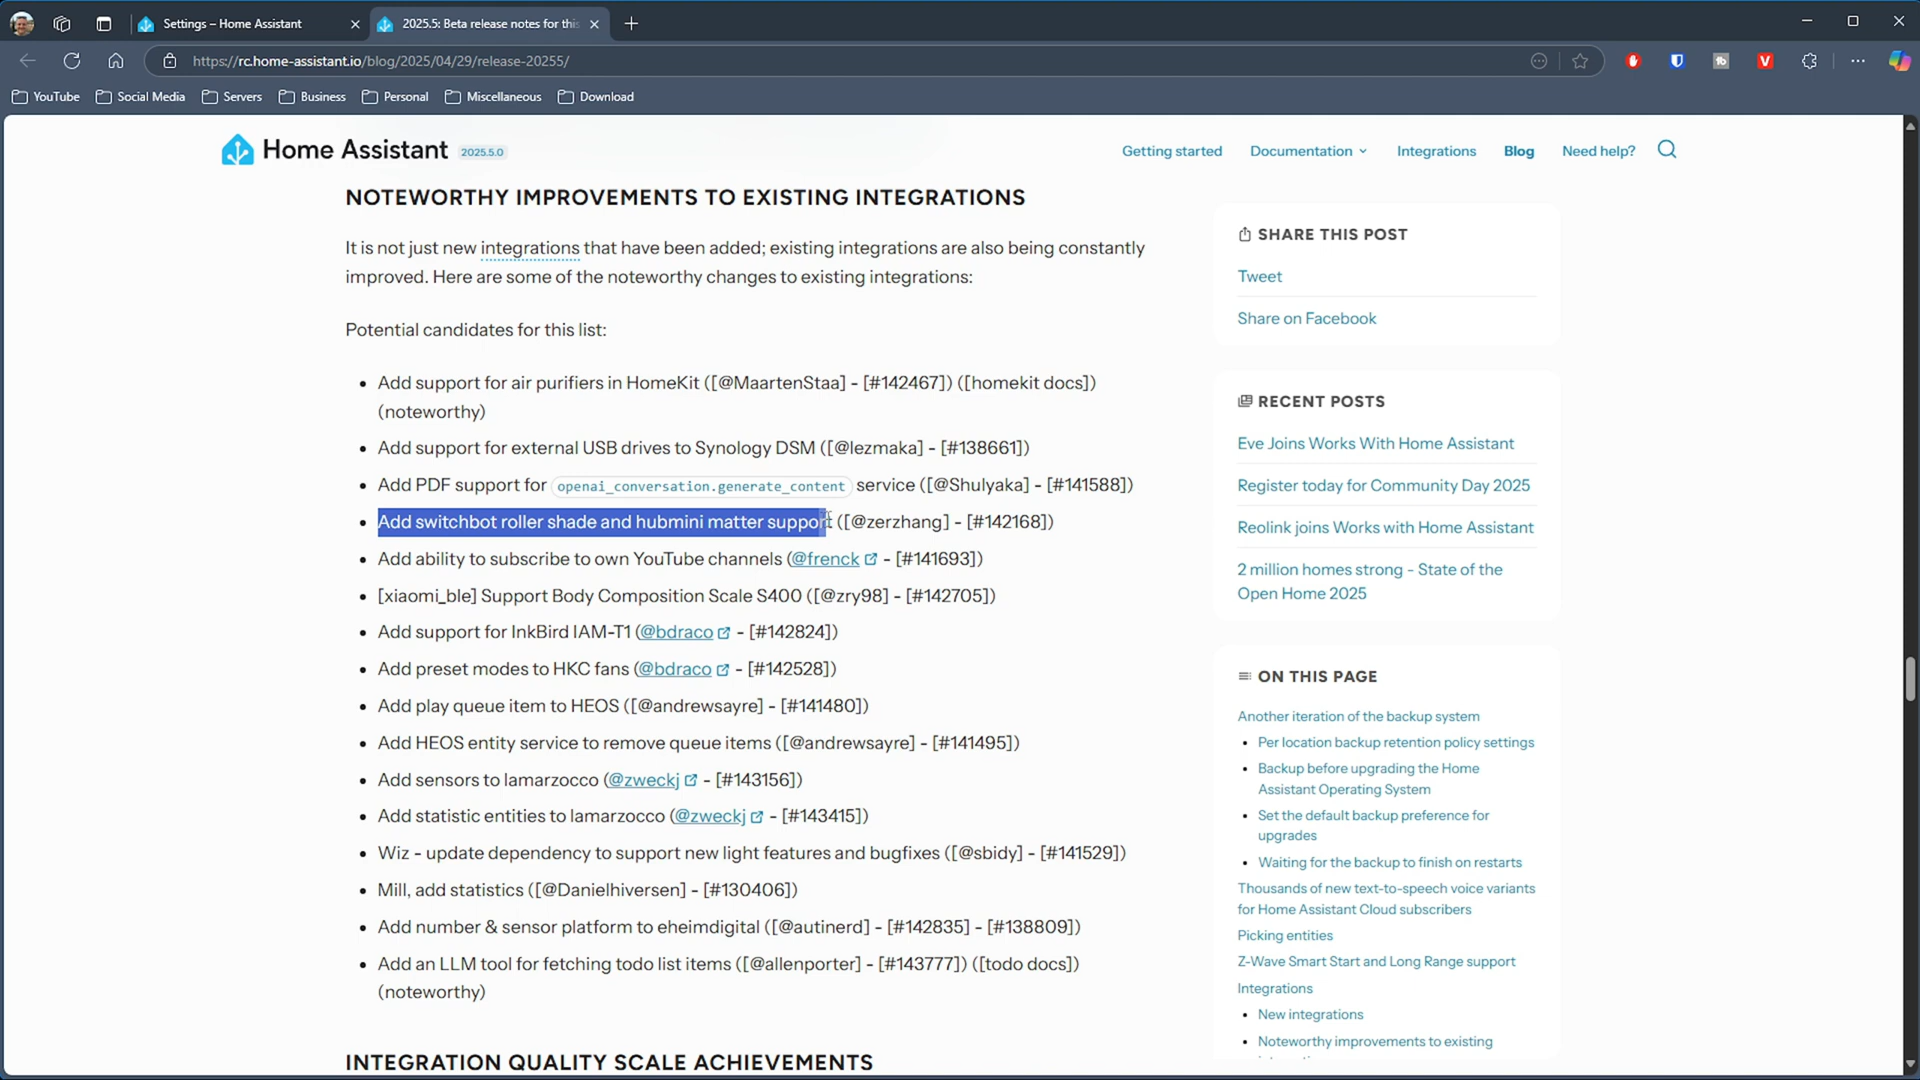 Settings – Home Assistant
2025.5: Beta release notes for this
https://rc.home-assistant.io/blog/2025/04/29/release-20255/
YouTube
Social Media
Servers
Business
Personal
Miscellaneous
Download
Home Assistant 2025.5.0
Getting started
Documentation
Integrations
Blog
Need help?
NOTEWORTHY IMPROVEMENTS TO EXISTING INTEGRATIONS
It is not just new integrations that have been added; existing integrations are also being constantly
improved. Here are some of the noteworthy changes to existing integrations:
Potential candidates for this list:
• Add support for air purifiers in HomeKit ([@MaartenStaa] - [#142467]) ([homekit docs])
(noteworthy)
• Add support for external USB drives to Synology DSM ([@lezmaka] - [#138661])
• Add PDF support for openai_conversation.generate_content service ([@Shulyaka] - [#141588])
• Add switchbot roller shade and hubmini matter support ([@zerzhang] - [#142168])
• Add ability to subscribe to own YouTube channels (@frenck - [#141693])
• [xiaomi_ble] Support Body Composition Scale S400 ([@zry98] - [#142705])
• Add support for InkBird IAM-T1 (@bdraco - [#142824])
• Add preset modes to HKC fans (@bdraco - [#142528])
• Add play queue item to HEOS ([@andrewsayre] - [#141480])
• Add HEOS entity service to remove queue items ([@andrewsayre] - [#141495])
• Add sensors to lamarzocco (@zweckj - [#143156])
• Add statistic entities to lamarzocco (@zweckj - [#143415])
• Wiz - update dependency to support new light features and bugfixes ([@sbidy] - [#141529])
• Mill, add statistics ([@Danielhiversen] - [#130406])
• Add number & sensor platform to eheimdigital ([@autinerd] - [#142835] - [#138809])
• Add an LLM tool for fetching todo list items ([@allenporter] - [#143777]) ([todo docs])
(noteworthy)
INTEGRATION QUALITY SCALE ACHIEVEMENTS
SHARE THIS POST
Tweet
Share on Facebook
RECENT POSTS
Eve Joins Works With Home Assistant
Register today for Community Day 2025
Reolink joins Works with Home Assistant
2 million homes strong - State of the
Open Home 2025
ON THIS PAGE
Another iteration of the backup system
• Per location backup retention policy settings
• Backup before upgrading the Home
Assistant Operating System
• Set the default backup preference for
upgrades
• Waiting for the backup to finish on restarts
Thousands of new text-to-speech voice variants
for Home Assistant Cloud subscribers
Picking entities
Z-Wave Smart Start and Long Range support
Integrations
• New integrations
• Noteworthy improvements to existing